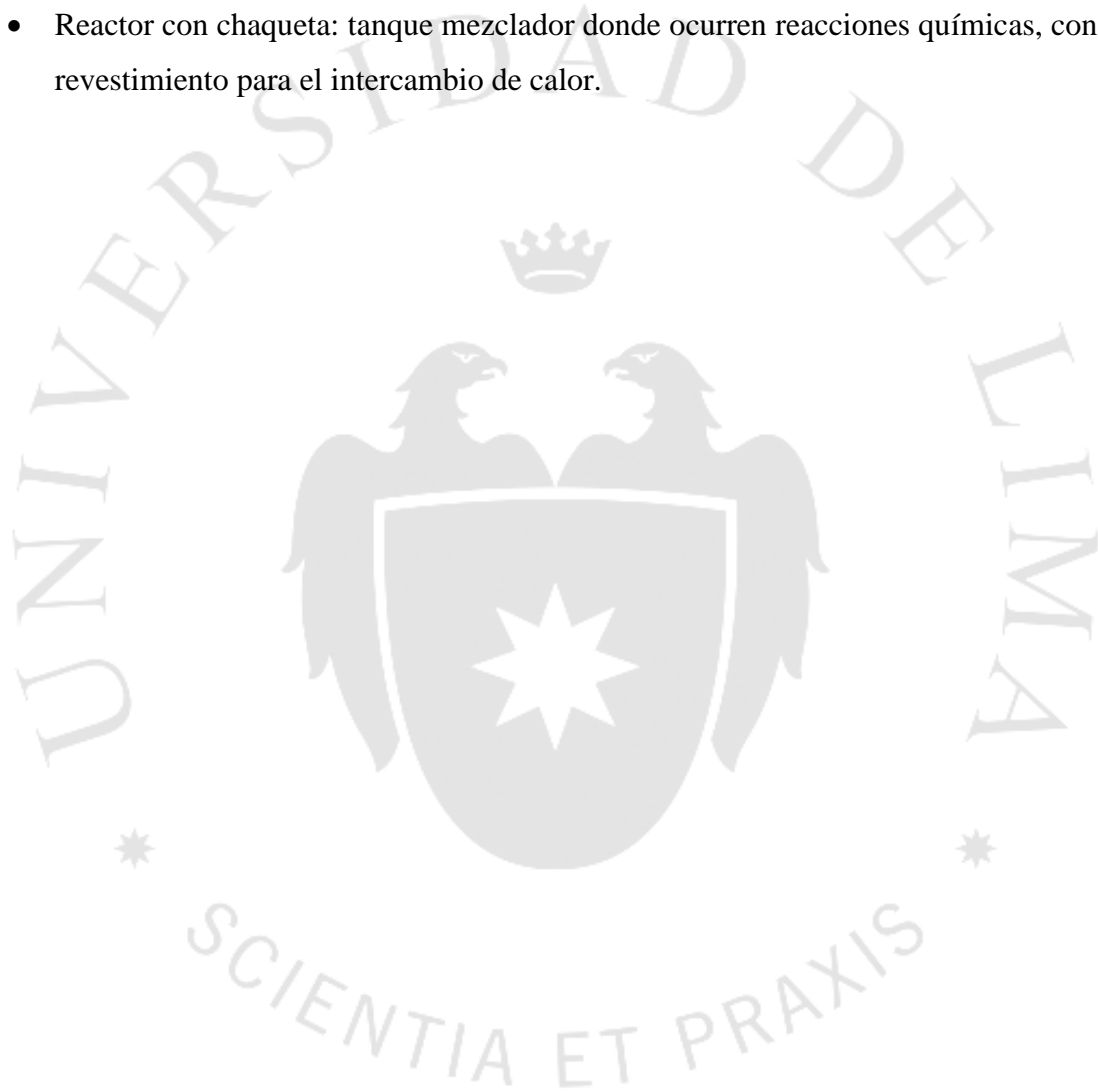 • Reactor con chaqueta: tanque mezclador donde ocurren reacciones químicas, con
revestimiento para el intercambio de calor.
UNIVERSIDAD DE LIMA
SCIENTIA ET PRAXIS